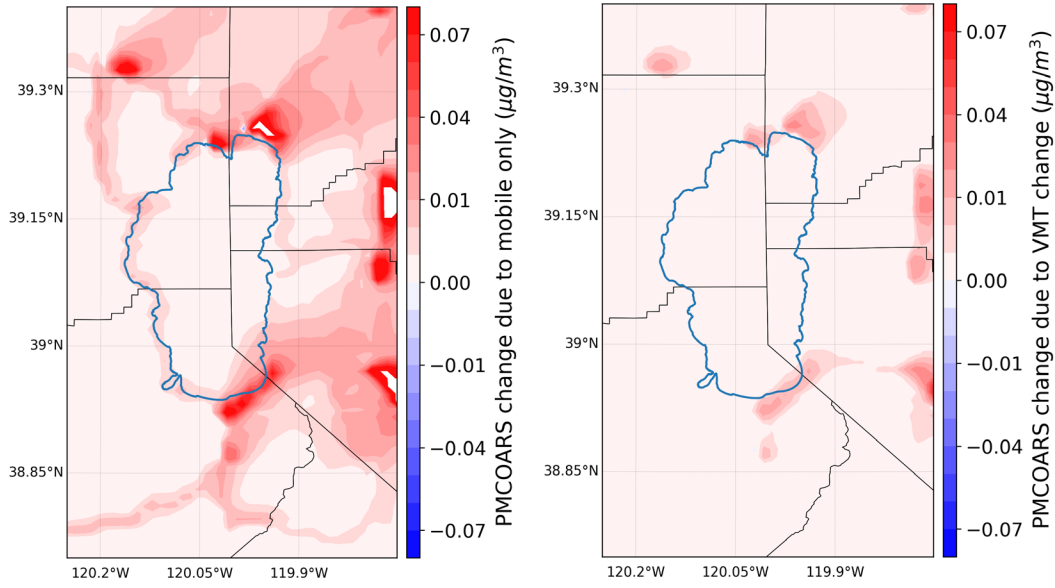 39.3°N
39.15°N
39°N
38.85°N
120.2°W 120.05°W 119.9°W
0.07
0.04
0.01
0.00
−0.01
−0.04
−0.07
PMCOARS change due to mobile only (μg/m³)
39.3°N
39.15°N
39°N
38.85°N
120.2°W 120.05°W 119.9°W
0.07
0.04
0.01
0.00
−0.01
−0.04
−0.07
PMCOARS change due to VMT change (μg/m³)